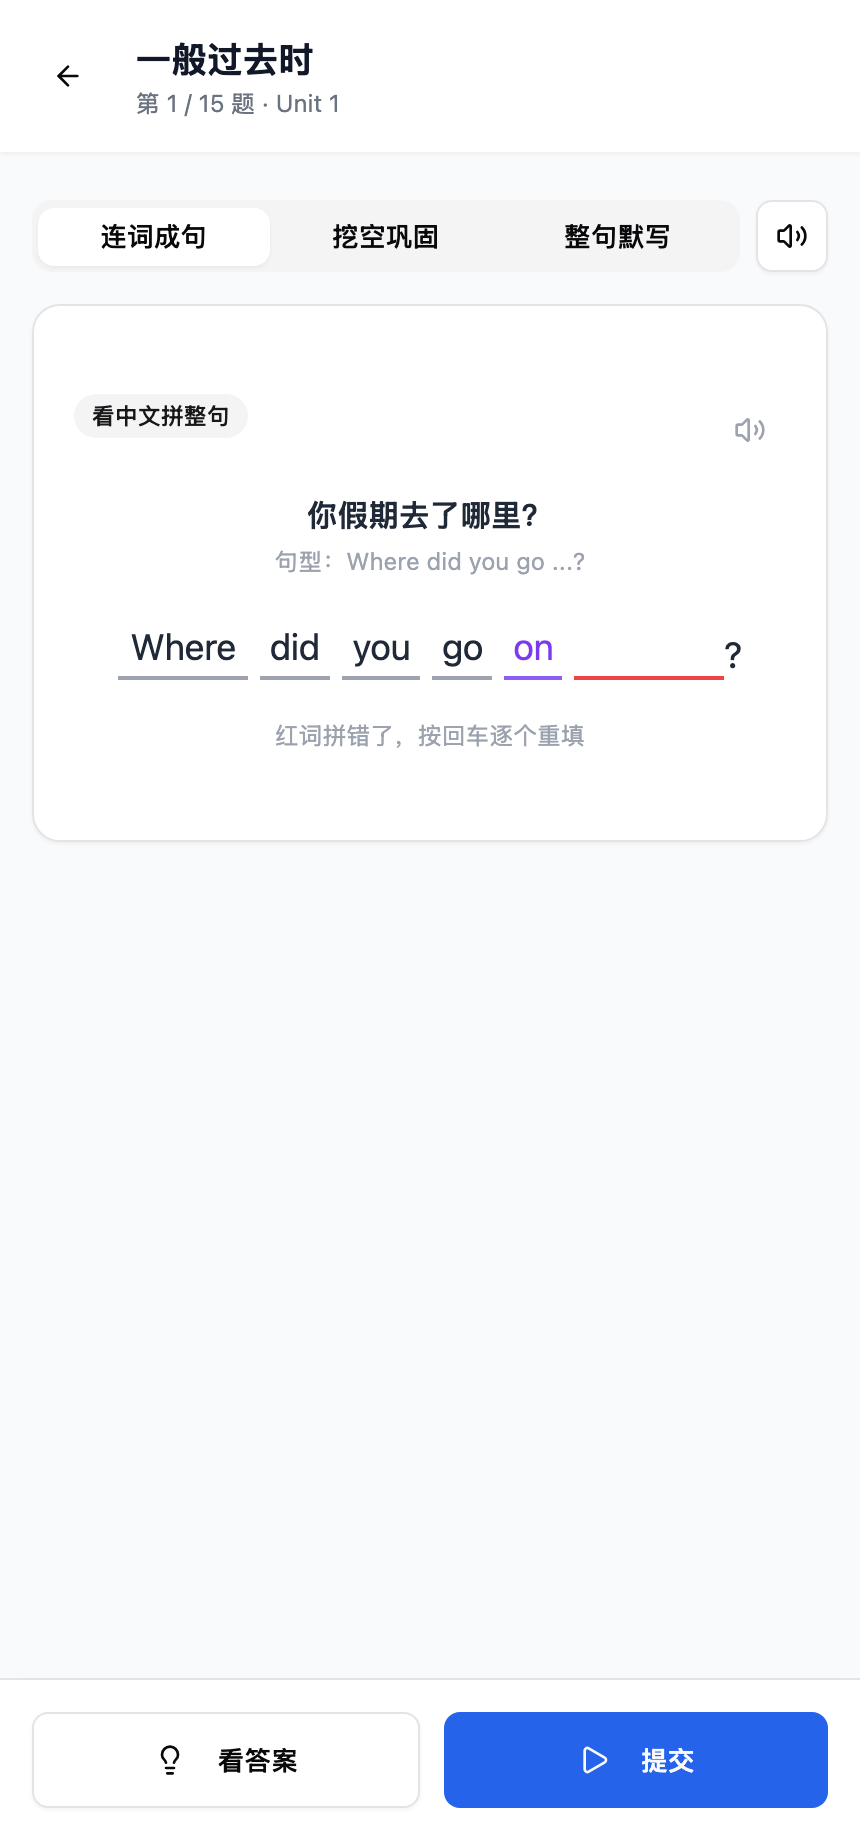 一般过去时
第 1 / 15 题 · Unit 1
连词成句 挖空巩固 整句默写
看中文拼整句
你假期去了哪里?
句型：Where did you go ...?
Where did you go on ?
红词拼错了，按回车逐个重填
看答案 提交